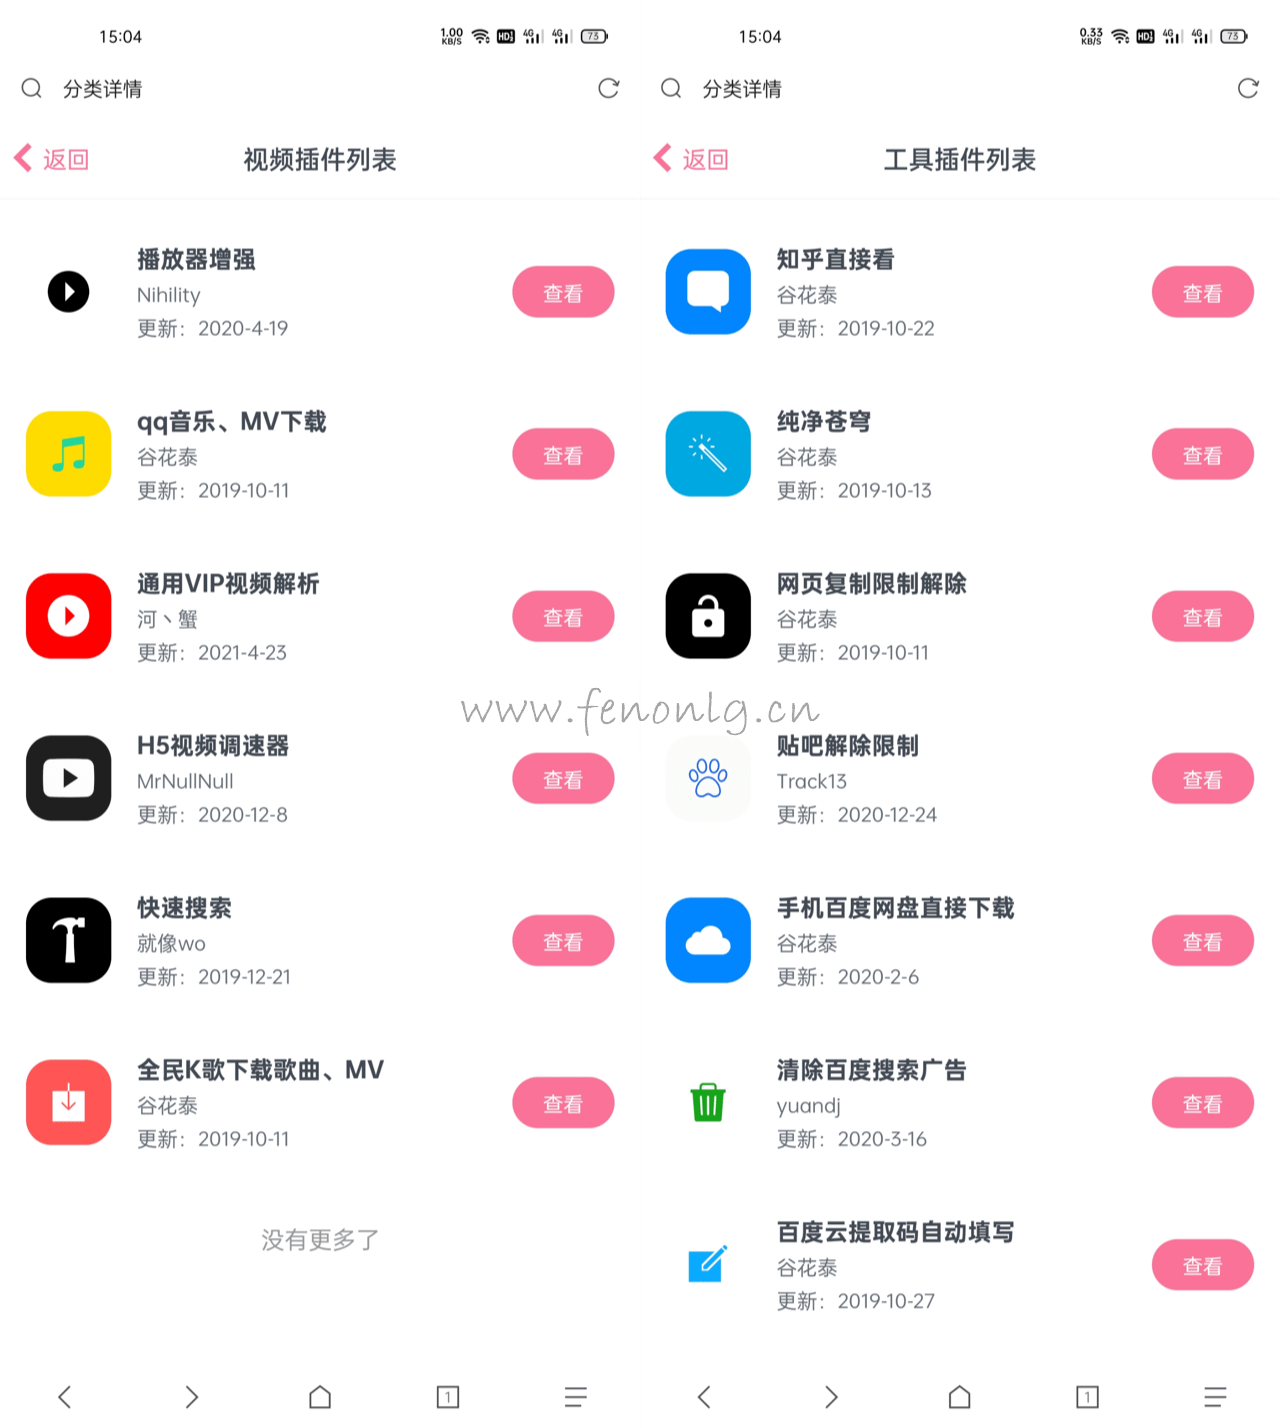 15:04
1.00 KB/S HD2 4G 4G 73
分类详情
返回
视频插件列表
播放器增强
Nihility
更新：2020-4-19
查看
qq音乐、MV下载
谷花泰
更新：2019-10-11
查看
通用VIP视频解析
河丶蟹
更新：2021-4-23
查看
H5视频调速器
MrNullNull
更新：2020-12-8
查看
快速搜索
就像wo
更新：2019-12-21
查看
全民K歌下载歌曲、MV
谷花泰
更新：2019-10-11
查看
没有更多了
1
15:04
0.33 KB/S HD2 4G 4G 73
分类详情
返回
工具插件列表
知乎直接看
谷花泰
更新：2019-10-22
查看
纯净苍穹
谷花泰
更新：2019-10-13
查看
网页复制限制解除
谷花泰
更新：2019-10-11
查看
贴吧解除限制
Track13
更新：2020-12-24
查看
手机百度网盘直接下载
谷花泰
更新：2020-2-6
查看
清除百度搜索广告
yuandj
更新：2020-3-16
查看
百度云提取码自动填写
谷花泰
更新：2019-10-27
查看
1
www.fenonlg.cn